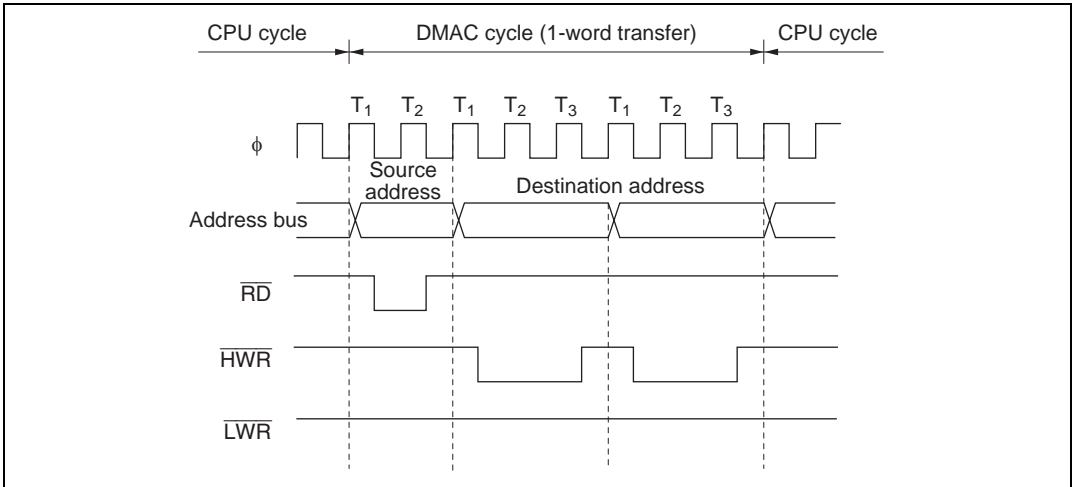 CPU cycle DMAC cycle (1-word transfer) CPU cycle
T1 T2 T1 T2 T3 T1 T2 T3
ϕ
Source
address
Destination address
Address bus
RD
HWR
LWR